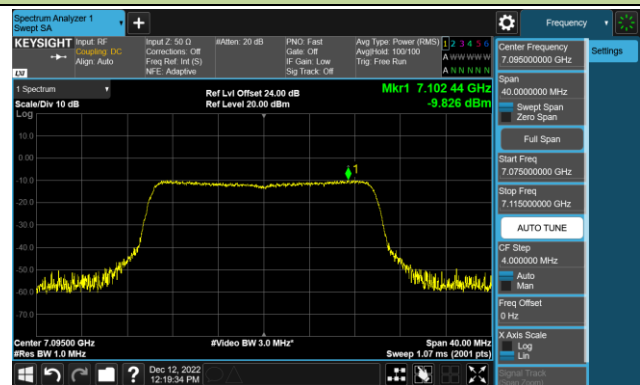 Spectrum Analyzer 1
Swept SA
Frequency
KEYSIGHT
Input: RF
Coupling: DC
Align: Auto
Input Z: 50 Ω
Corrections: Off
Freq Ref: Int (S)
NFE: Adaptive
#Atten: 20 dB
PNO: Fast
Gate: Off
IF Gain: Low
Sig Track: Off
Avg Type: Power (RMS)
Avg|Hold: 100/100
Trig: Free Run
1 2 3 4 5 6
A W W W W W
A N N N N N
LXI
1 Spectrum
Scale/Div 10 dB
Log
Ref Lvl Offset 24.00 dB
Ref Level 20.00 dBm
Mkr1 7.102 44 GHz
-9.826 dBm
10.0
0.00
-10.0
-20.0
-30.0
-40.0
-50.0
-60.0
-70.0
1
Center 7.09500 GHz
#Res BW 1.0 MHz
#Video BW 3.0 MHz*
Span 40.00 MHz
Sweep 1.07 ms (2001 pts)
Dec 12, 2022
12:19:34 PM
Center Frequency
7.095000000 GHz
Settings
Span
40.0000000 MHz
Swept Span
Zero Span
Full Span
Start Freq
7.075000000 GHz
Stop Freq
7.115000000 GHz
AUTO TUNE
CF Step
4.000000 MHz
Auto
Man
Freq Offset
0 Hz
X Axis Scale
Log
Lin
Signal Track